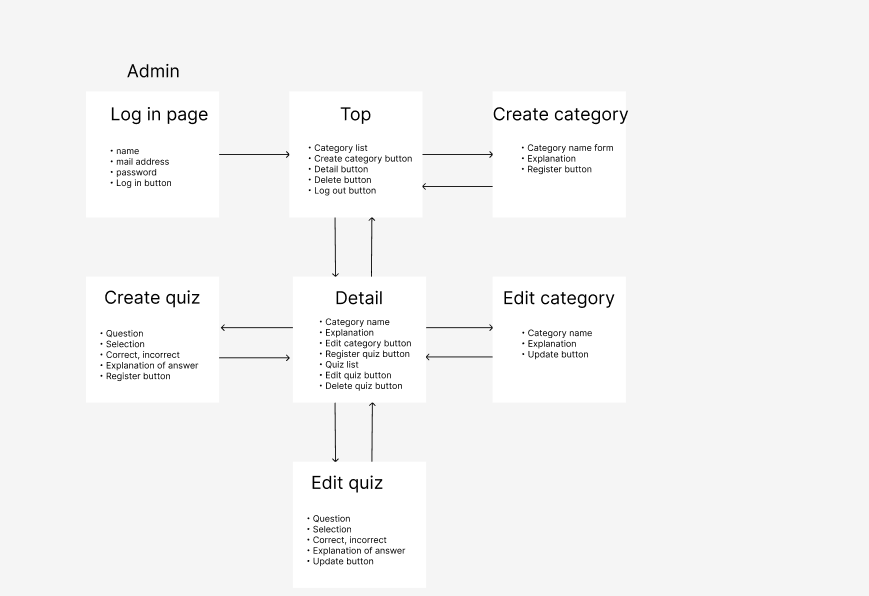 Admin
Log in page
• name
• mail address
• password
• Log in button
Top
• Category list
• Create category button
• Detail button
• Delete button
• Log out button
Create category
• Category name form
• Explanation
• Register button
Create quiz
• Question
• Selection
• Correct, incorrect
• Explanation of answer
• Register button
Detail
• Category name
• Explanation
• Edit category button
• Register quiz button
• Quiz list
• Edit quiz button
• Delete quiz button
Edit category
• Category name
• Explanation
• Update button
Edit quiz
• Question
• Selection
• Correct, incorrect
• Explanation of answer
• Update button